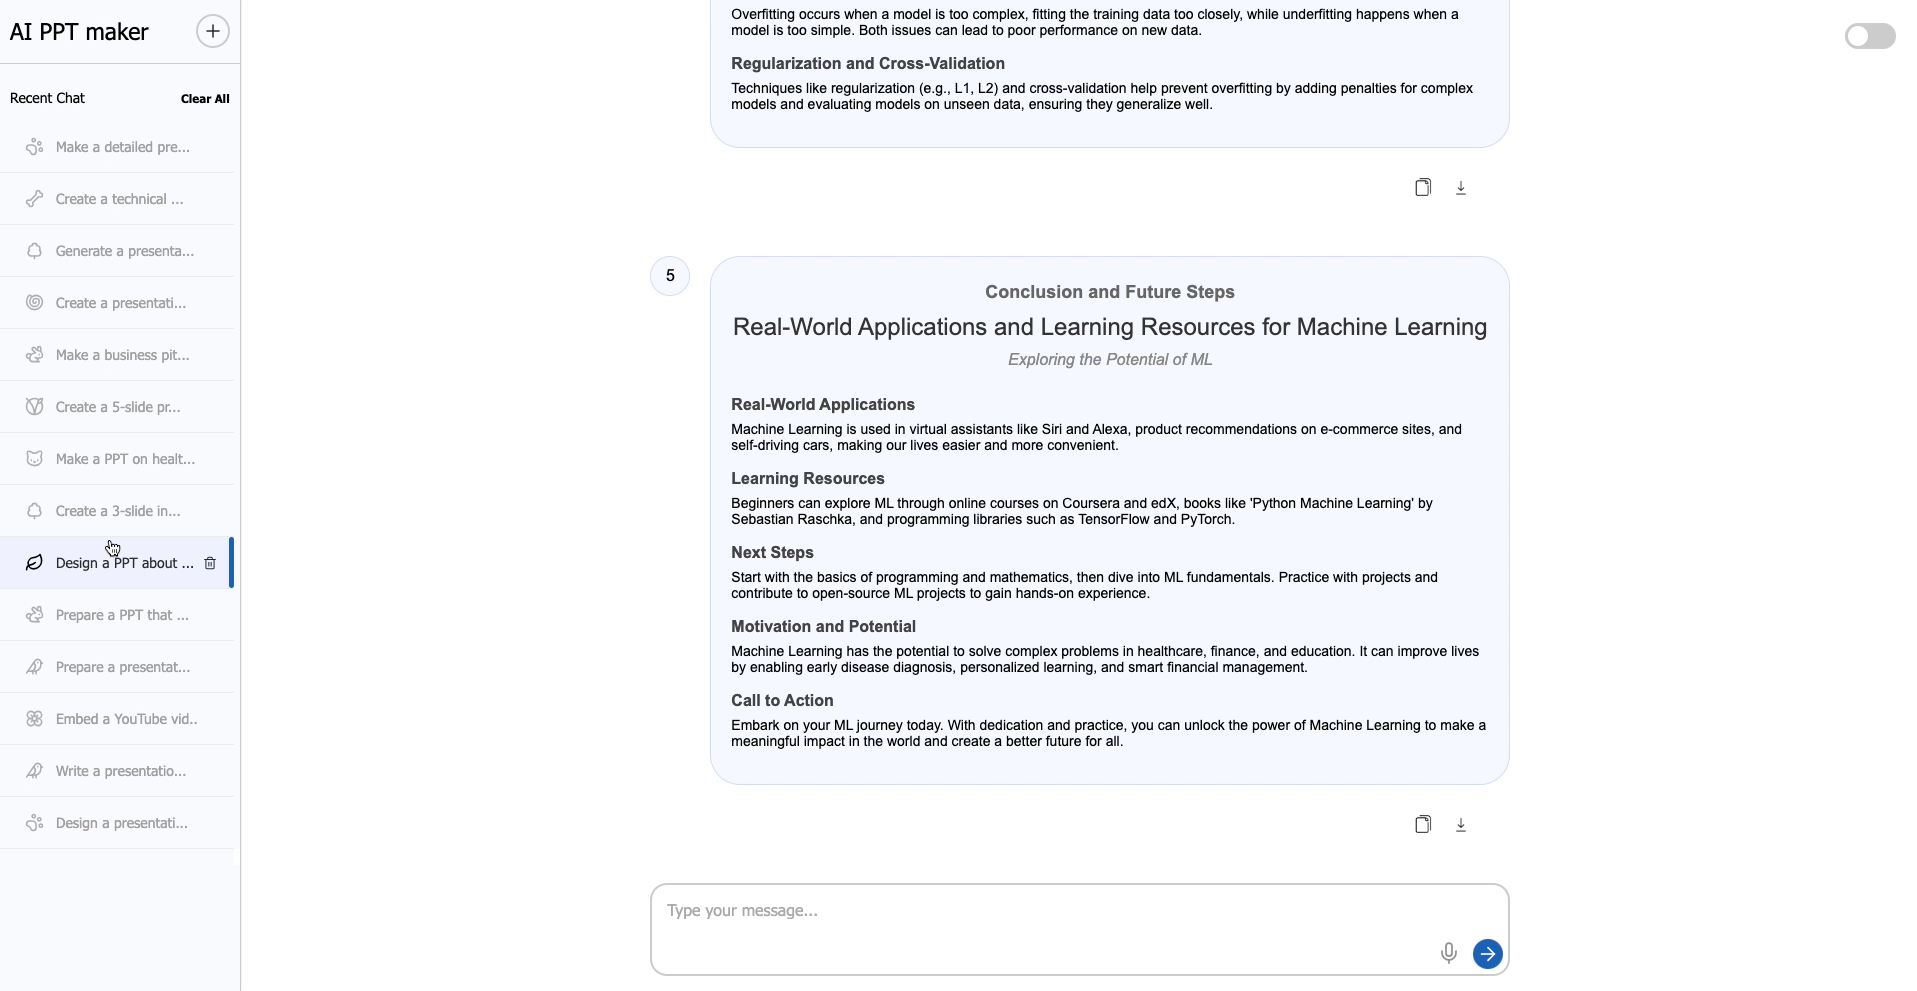 AI PPT maker
Recent Chat
Clear All
Make a detailed pre...
Create a technical ...
Generate a presenta...
Create a presentati...
Make a business pit...
Create a 5-slide pr...
Make a PPT on healt...
Create a 3-slide in...
Design a PPT about ...
Prepare a PPT that ...
Prepare a presentat...
Embed a YouTube vid..
Write a presentatio...
Design a presentati...
Overfitting occurs when a model is too complex, fitting the training data too closely, while underfitting happens when a
model is too simple. Both issues can lead to poor performance on new data.
Regularization and Cross-Validation
Techniques like regularization (e.g., L1, L2) and cross-validation help prevent overfitting by adding penalties for complex
models and evaluating models on unseen data, ensuring they generalize well.
5
Conclusion and Future Steps
Real-World Applications and Learning Resources for Machine Learning
Exploring the Potential of ML
Real-World Applications
Machine Learning is used in virtual assistants like Siri and Alexa, product recommendations on e-commerce sites, and
self-driving cars, making our lives easier and more convenient.
Learning Resources
Beginners can explore ML through online courses on Coursera and edX, books like 'Python Machine Learning' by
Sebastian Raschka, and programming libraries such as TensorFlow and PyTorch.
Next Steps
Start with the basics of programming and mathematics, then dive into ML fundamentals. Practice with projects and
contribute to open-source ML projects to gain hands-on experience.
Motivation and Potential
Machine Learning has the potential to solve complex problems in healthcare, finance, and education. It can improve lives
by enabling early disease diagnosis, personalized learning, and smart financial management.
Call to Action
Embark on your ML journey today. With dedication and practice, you can unlock the power of Machine Learning to make a
meaningful impact in the world and create a better future for all.
Type your message...